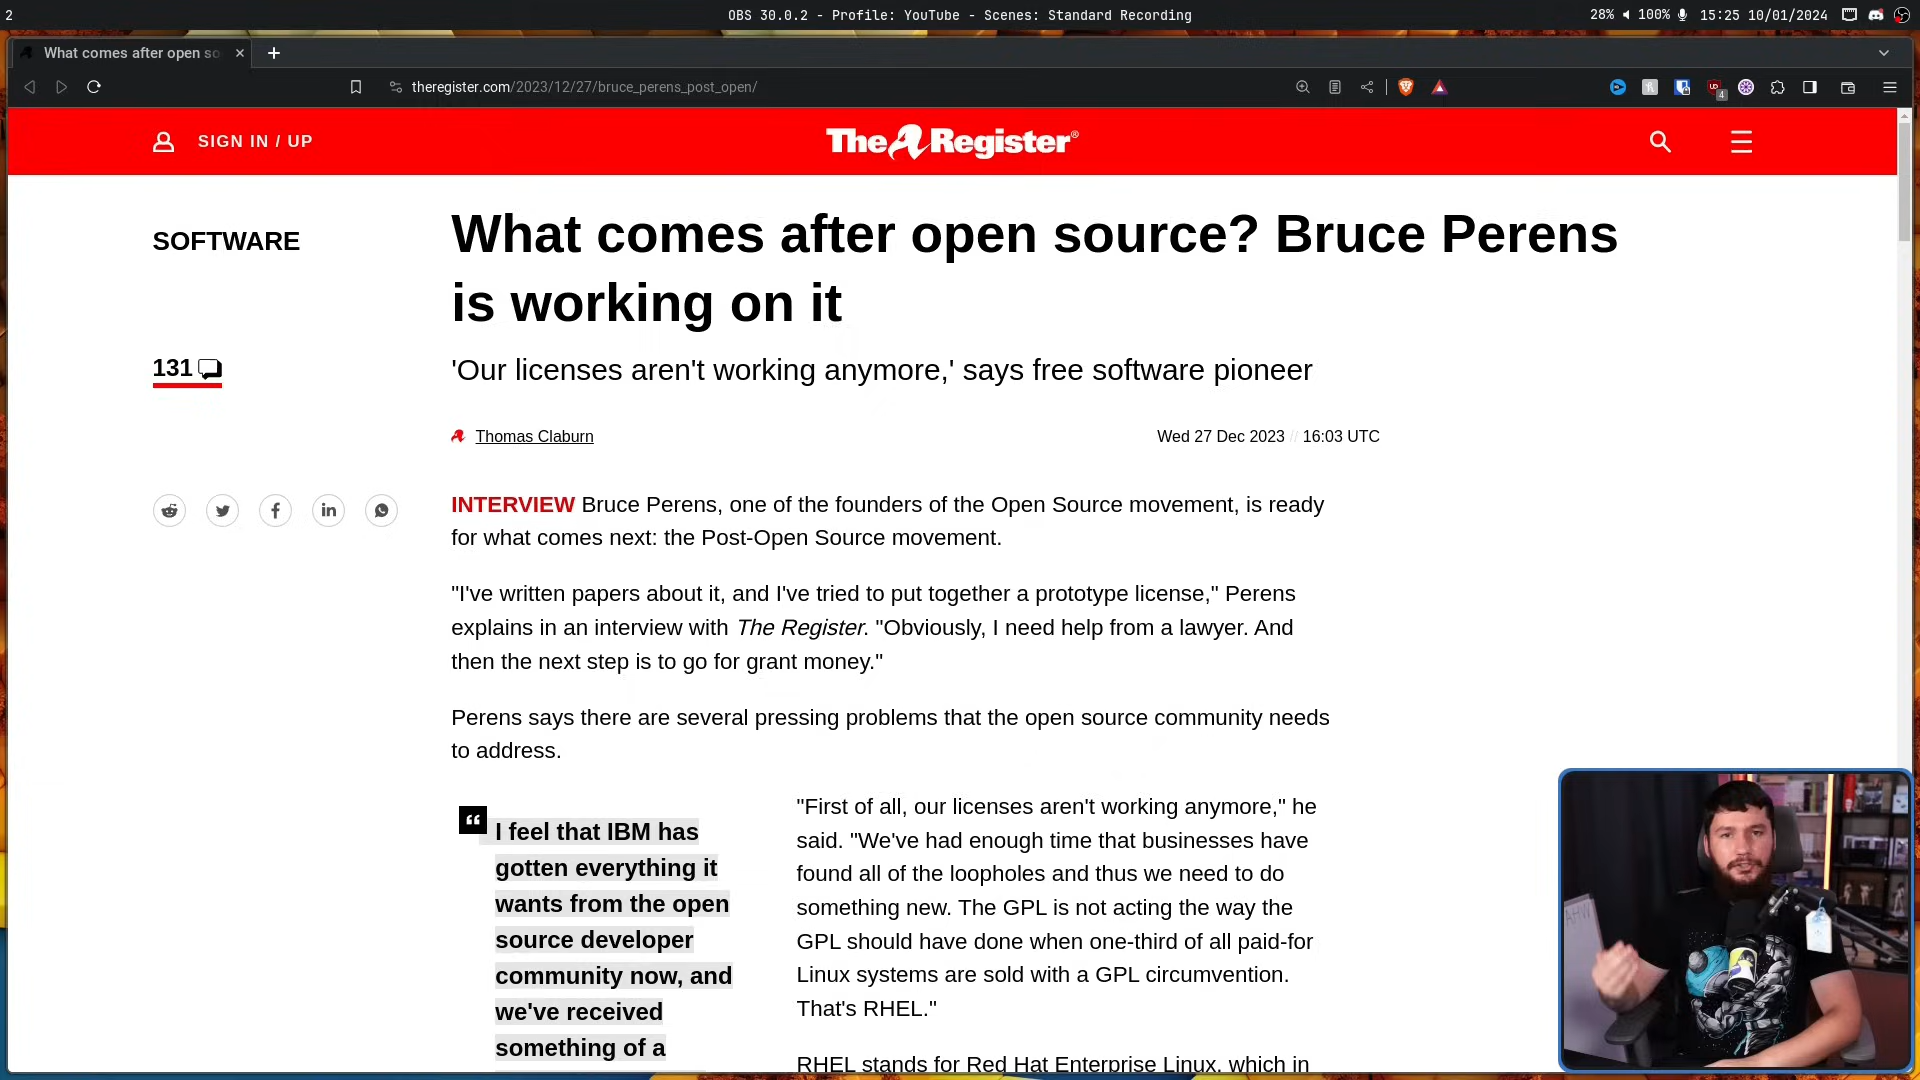 2
OBS 30.0.2 - Profile: YouTube - Scenes: Standard Recording
28% 100% 15:25 10/01/2024
What comes after open so
theregister.com/2023/12/27/bruce_perens_post_open/
4
SIGN IN / UP
The Register®
SOFTWARE
What comes after open source? Bruce Perens
is working on it
131
'Our licenses aren't working anymore,' says free software pioneer
Thomas Claburn
Wed 27 Dec 2023 // 16:03 UTC
INTERVIEW Bruce Perens, one of the founders of the Open Source movement, is ready
for what comes next: the Post-Open Source movement.
"I've written papers about it, and I've tried to put together a prototype license," Perens
explains in an interview with The Register. "Obviously, I need help from a lawyer. And
then the next step is to go for grant money."
Perens says there are several pressing problems that the open source community needs
to address.
I feel that IBM has
gotten everything it
wants from the open
source developer
community now, and
we've received
something of a
"First of all, our licenses aren't working anymore," he
said. "We've had enough time that businesses have
found all of the loopholes and thus we need to do
something new. The GPL is not acting the way the
GPL should have done when one-third of all paid-for
Linux systems are sold with a GPL circumvention.
That's RHEL."
RHEL stands for Red Hat Enterprise Linux, which in